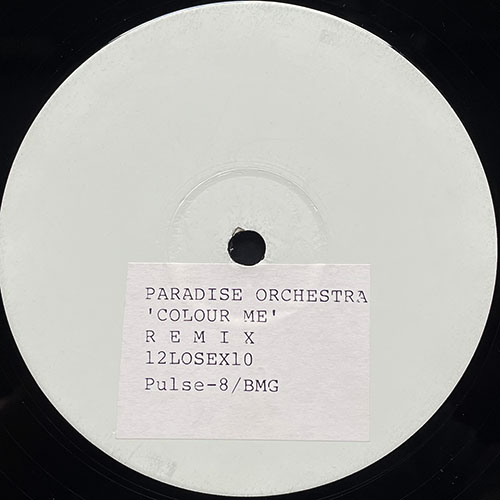 PARADISE ORCHESTRA
'COLOUR ME'
R E M I X
12LOSEX10
Pulse-8/BMG